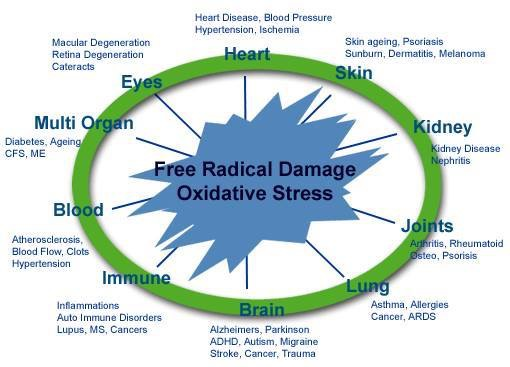 Heart Disease, Blood Pressure
Hypertension, Ischemia
Heart
Skin ageing, Psoriasis
Sunburn, Dermatitis, Melanoma
Skin
Macular Degeneration
Retina Degeneration
Cateracts
Eyes
Multi Organ
Diabetes, Ageing
CFS, ME
Kidney
Kidney Disease
Nephritis
Free Radical Damage
Oxidative Stress
Blood
Atherosclerosis,
Blood Flow, Clots
Hypertension
Joints
Arthritis, Rheumatoid
Osteo, Psorisis
Immune
Inflammations
Auto Immune Disorders
Lupus, MS, Cancers
Brain
Alzheimers, Parkinson
ADHD, Autism, Migraine
Stroke, Cancer, Trauma
Lung
Asthma, Allergies
Cancer, ARDS